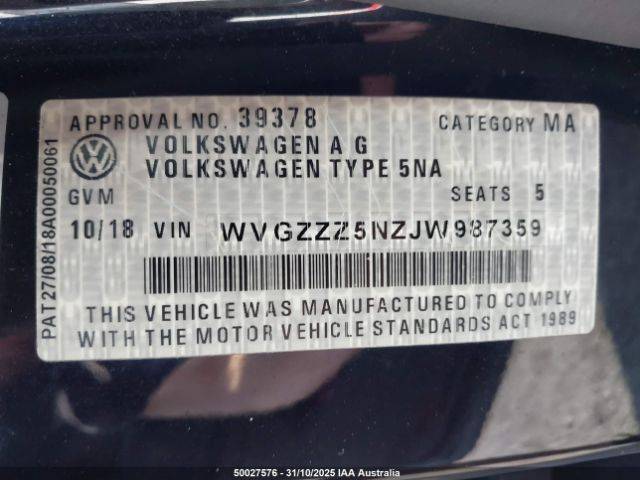 APPROVAL NO. 39378 CATEGORY MA
VOLKSWAGEN A G
VOLKSWAGEN TYPE 5NA
GVM SEATS 5
10/18 VIN WVGZZZ5NZJW987359
THIS VEHICLE WAS MANUFACTURED TO COMPLY
WITH THE MOTOR VEHICLE STANDARDS ACT 1989
PAT27/08/18A00050061
50027576 - 31/10/2025 IAA Australia